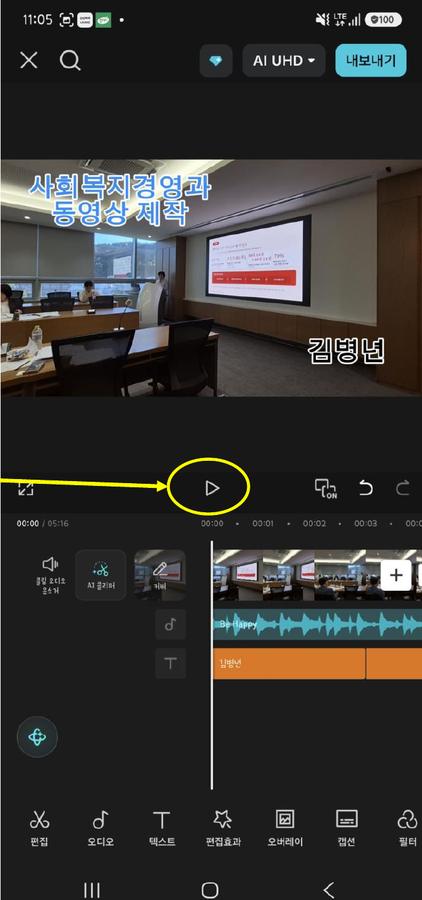 11:05
LTE
100
AI UHD
내보내기
사회복지경영과
동영상 제작
김병년
ON
00:00 / 05:16
00:00
00:01
00:02
00:03
클립 오디오
음소거
AI 클리퍼
커버
Be Happy
김병년
편집
오디오
텍스트
편집효과
오버레이
캡션
필터